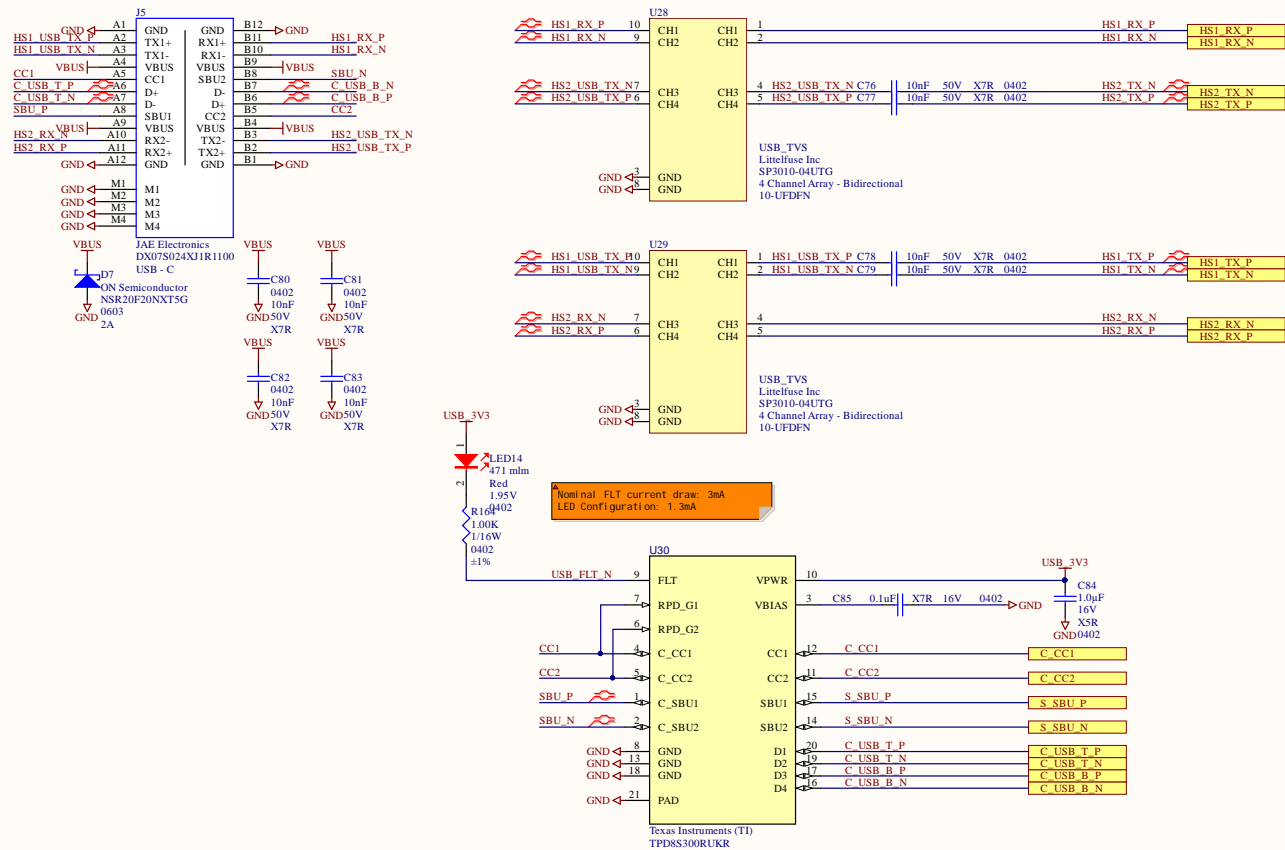 J5
GND A1 GND GND B12 GND
HS1_USB_TX_P A2 TX1+ RX1+ B11 HS1_RX_P
HS1_USB_TX_N A3 TX1- RX1- B10 HS1_RX_N
VBUS A4 VBUS VBUS B9 VBUS
CC1 A5 CC1 SBU2 B8 SBU_N
C_USB_T_P A6 D+ D- B7 C_USB_B_N
C_USB_T_N A7 D- D+ B6 C_USB_B_P
SBU_P A8 SBU1 CC2 B5 CC2
VBUS A9 VBUS VBUS B4 VBUS
HS2_RX_N A10 RX2- TX2- B3 HS2_USB_TX_N
HS2_RX_P A11 RX2+ TX2+ B2 HS2_USB_TX_P
GND A12 GND GND B1 GND
GND M1 M1
GND M2 M2
GND M3 M3
GND M4 M4
JAE Electronics
DX07S024XJ1R1100
USB - C
VBUS
D7
ON Semiconductor
NSR20F20NXT5G
0603
2A
GND
VBUS
C80
0402
10nF
50V
X7R
GND
VBUS
C81
0402
10nF
50V
X7R
GND
VBUS
C82
0402
10nF
50V
X7R
GND
VBUS
C83
0402
10nF
50V
X7R
GND
U28
HS1_RX_P 10 CH1 CH1 1 HS1_RX_P HS1_RX_P
HS1_RX_N 9 CH2 CH2 2 HS1_RX_N HS1_RX_N
HS2_USB_TX_N 7 CH3 CH3 4 HS2_USB_TX_N C76 10nF 50V X7R 0402 HS2_TX_N HS2_TX_N
HS2_USB_TX_P 6 CH4 CH4 5 HS2_USB_TX_P C77 10nF 50V X7R 0402 HS2_TX_P HS2_TX_P
GND 3 GND
GND 8 GND
USB_TVS
Littelfuse Inc
SP3010-04UTG
4 Channel Array - Bidirectional
10-UFDFN
U29
HS1_USB_TX_P 10 CH1 CH1 1 HS1_USB_TX_P C78 10nF 50V X7R 0402 HS1_TX_P HS1_TX_P
HS1_USB_TX_N 9 CH2 CH2 2 HS1_USB_TX_N C79 10nF 50V X7R 0402 HS1_TX_N HS1_TX_N
HS2_RX_N 7 CH3 CH3 4 HS2_RX_N HS2_RX_N
HS2_RX_P 6 CH4 CH4 5 HS2_RX_P HS2_RX_P
GND 3 GND
GND 8 GND
USB_TVS
Littelfuse Inc
SP3010-04UTG
4 Channel Array - Bidirectional
10-UFDFN
USB_3V3
1
2
LED14
471 mlm
Red
1.95V
0402
R164
1.00K
1/16W
0402
±1%
Nominal FLT current draw: 3mA
LED Configuration: 1.3mA
U30
USB_FLT_N 9 FLT VPWR 10
7 RPD_G1 VBIAS 3 C85 0.1uF X7R 16V 0402 GND
6 RPD_G2
CC1 4 C_CC1 CC1 12 C_CC1 C_CC1
CC2 5 C_CC2 CC2 11 C_CC2 C_CC2
SBU_P 1 C_SBU1 SBU1 15 S_SBU_P S_SBU_P
SBU_N 2 C_SBU2 SBU2 14 S_SBU_N S_SBU_N
GND 8 GND D1 20 C_USB_T_P C_USB_T_P
GND 13 GND D2 19 C_USB_T_N C_USB_T_N
GND 18 GND D3 17 C_USB_B_P C_USB_B_P
D4 16 C_USB_B_N C_USB_B_N
GND 21 PAD
Texas Instruments (TI)
TPD8S300RUKR
USB_3V3
C84
1.0µF
16V
X5R
0402
GND